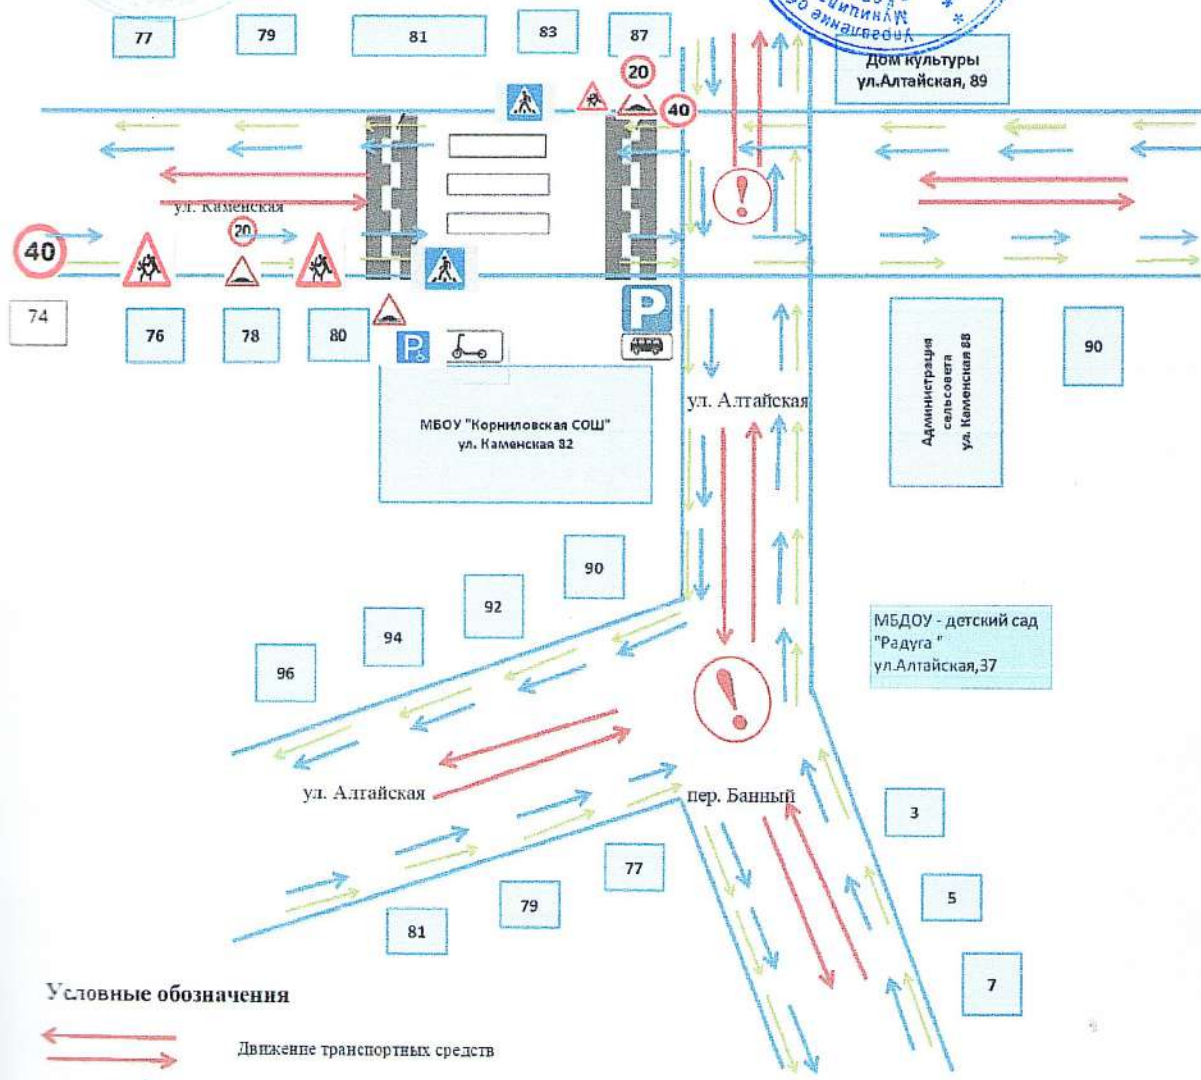 77
79
81
83
87
20
40
Дом культуры
ул.Алтайская, 89
ул. Каменская
40
20
74
76
78
80
P
P
МБОУ "Корниловская СОШ"
ул. Каменская 82
ул. Алтайская
Администрация
сельсовета
ул. Каменская 88
90
90
92
94
96
МБДОУ - детский сад
"Радуга "
ул.Алтайская,37
ул. Алтайская
пер. Банный
3
5
7
77
79
81
Условные обозначения
Движение транспортных средств